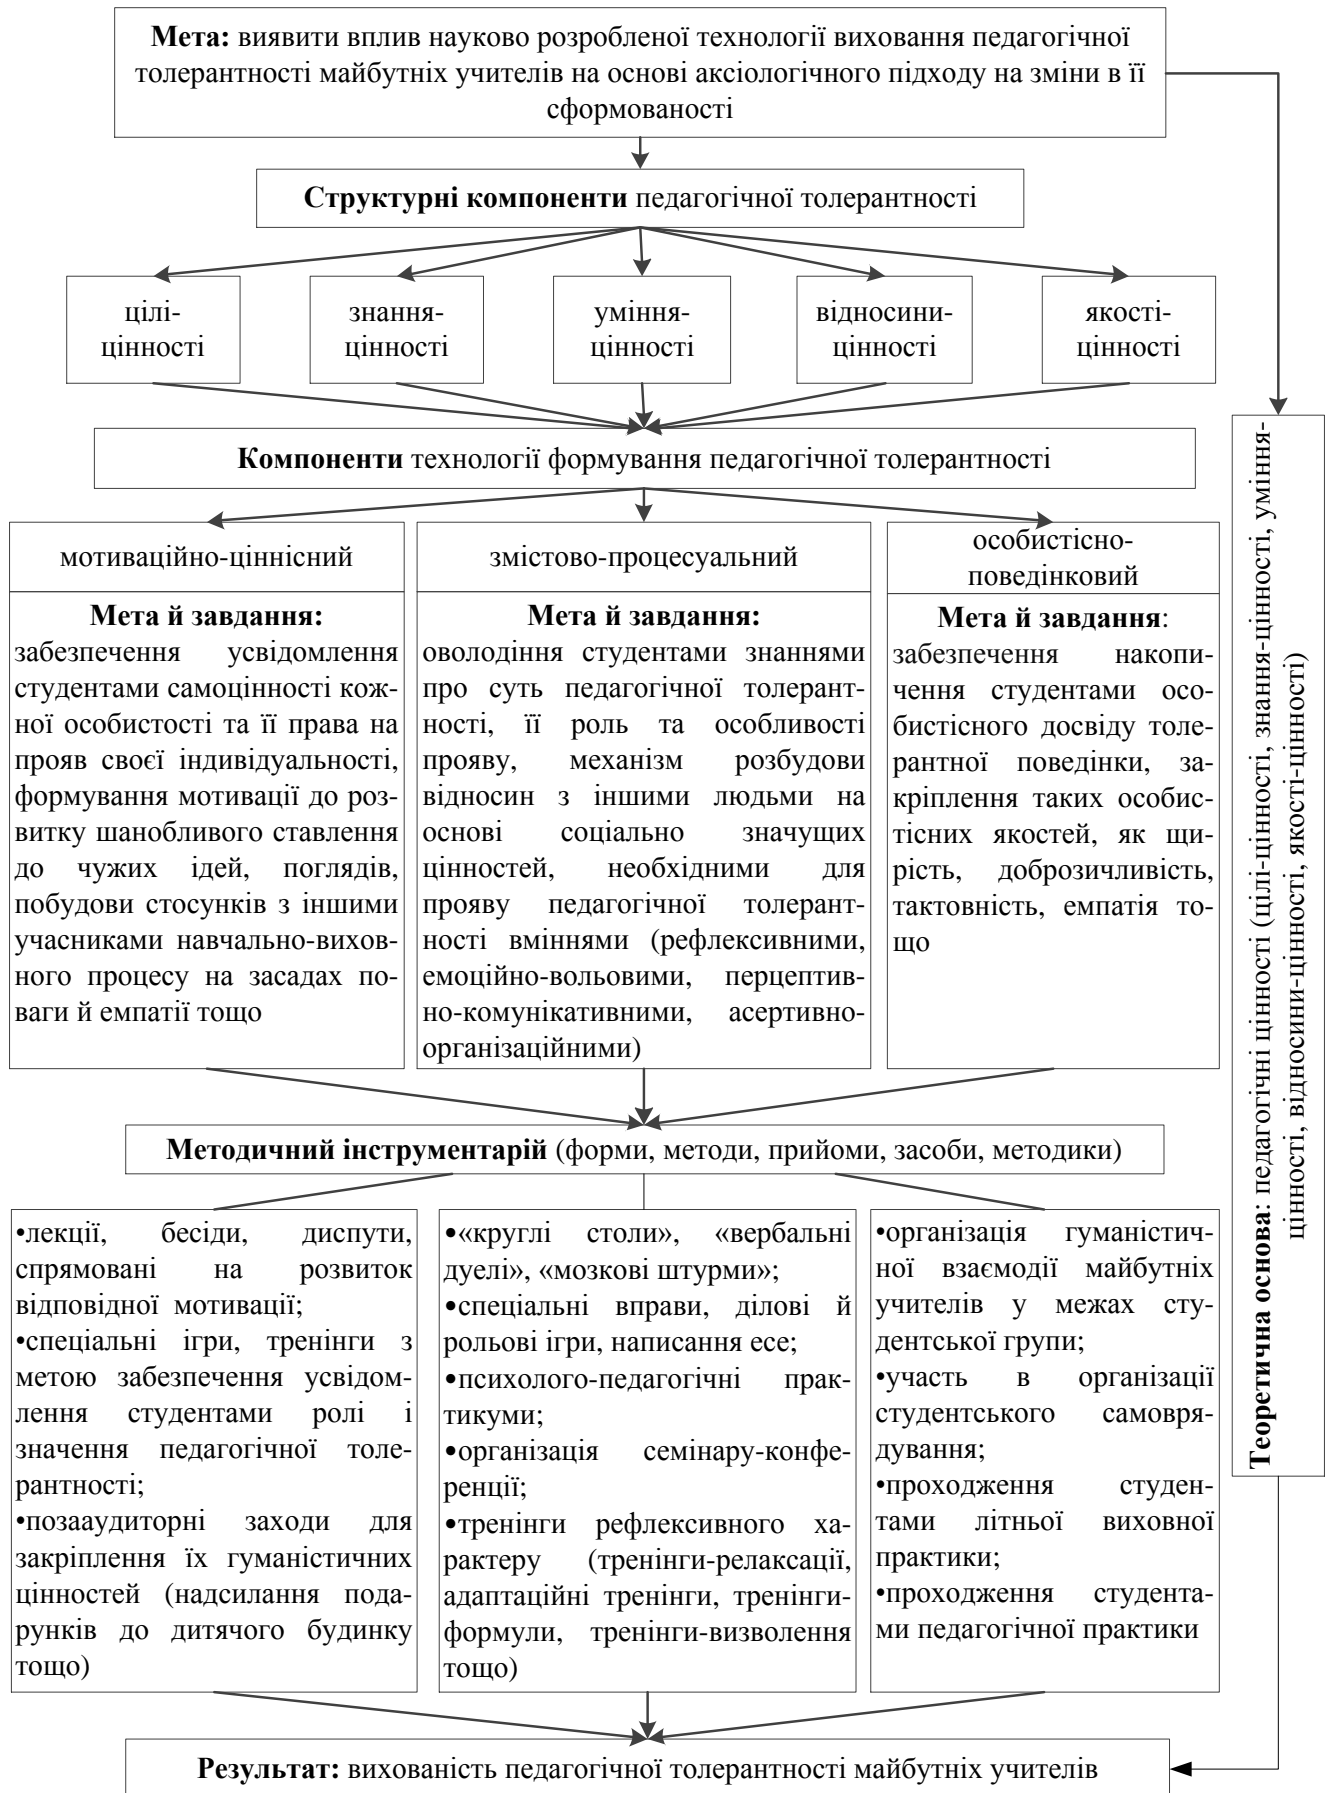 Мета: виявити вплив науково розробленої технології виховання педагогічної
толерантності майбутніх учителів на основі аксіологічного підходу на зміни в її
сформованості
Структурні компоненти педагогічної толерантності
цілі-
цінності
знання-
цінності
уміння-
цінності
відносини-
цінності
якості-
цінності
Компоненти технології формування педагогічної толерантності
мотиваційно-ціннісний
Мета й завдання:
забезпечення усвідомлення
студентами самоцінності кож-
ної особистості та її права на
прояв своєї індивідуальності,
формування мотивації до роз-
витку шанобливого ставлення
до чужих ідей, поглядів,
побудови стосунків з іншими
учасниками навчально-вихов-
ного процесу на засадах по-
ваги й емпатії тощо
змістово-процесуальний
Мета й завдання:
оволодіння студентами знаннями
про суть педагогічної толерант-
ності, її роль та особливості
прояву, механізм розбудови
відносин з іншими людьми на
основі соціально значущих
цінностей, необхідними для
прояву педагогічної толерант-
ності вміннями (рефлексивними,
емоційно-вольовими, перцептив-
но-комунікативними, асертивно-
організаційними)
особистісно-
поведінковий
Мета й завдання:
забезпечення накопи-
чення студентами осо-
бистісного досвіду толе-
рантної поведінки, за-
кріплення таких особис-
тісних якостей, як щи-
рість, доброзичливість,
тактовність, емпатія то-
що
Методичний інструментарій (форми, методи, прийоми, засоби, методики)
•лекції, бесіди, диспути,
спрямовані на розвиток
відповідної мотивації;
•спеціальні ігри, тренінги з
метою забезпечення усвідом-
лення студентами ролі і
значення педагогічної толе-
рантності;
•позааудиторні заходи для
закріплення їх гуманістичних
цінностей (надсилання пода-
рунків до дитячого будинку
тощо)
•«круглі столи», «вербальні
дуелі», «мозкові штурми»;
•спеціальні вправи, ділові й
рольові ігри, написання есе;
•психолого-педагогічні прак-
тикуми;
•організація семінару-конфе-
ренції;
•тренінги рефлексивного ха-
рактеру (тренінги-релаксації,
адаптаційні тренінги, тренінги-
формули, тренінги-визволення
тощо)
•організація гуманістич-
ної взаємодії майбутніх
учителів у межах сту-
дентської групи;
•участь в організації
студентського самовря-
дування;
•проходження студен-
тами літньої виховної
практики;
•проходження студента-
ми педагогічної практики
Теоретична основа: педагогічні цінності (цілі-цінності, знання-цінності, уміння-
цінності, відносини-цінності, якості-цінності)
Результат: вихованість педагогічної толерантності майбутніх учителів